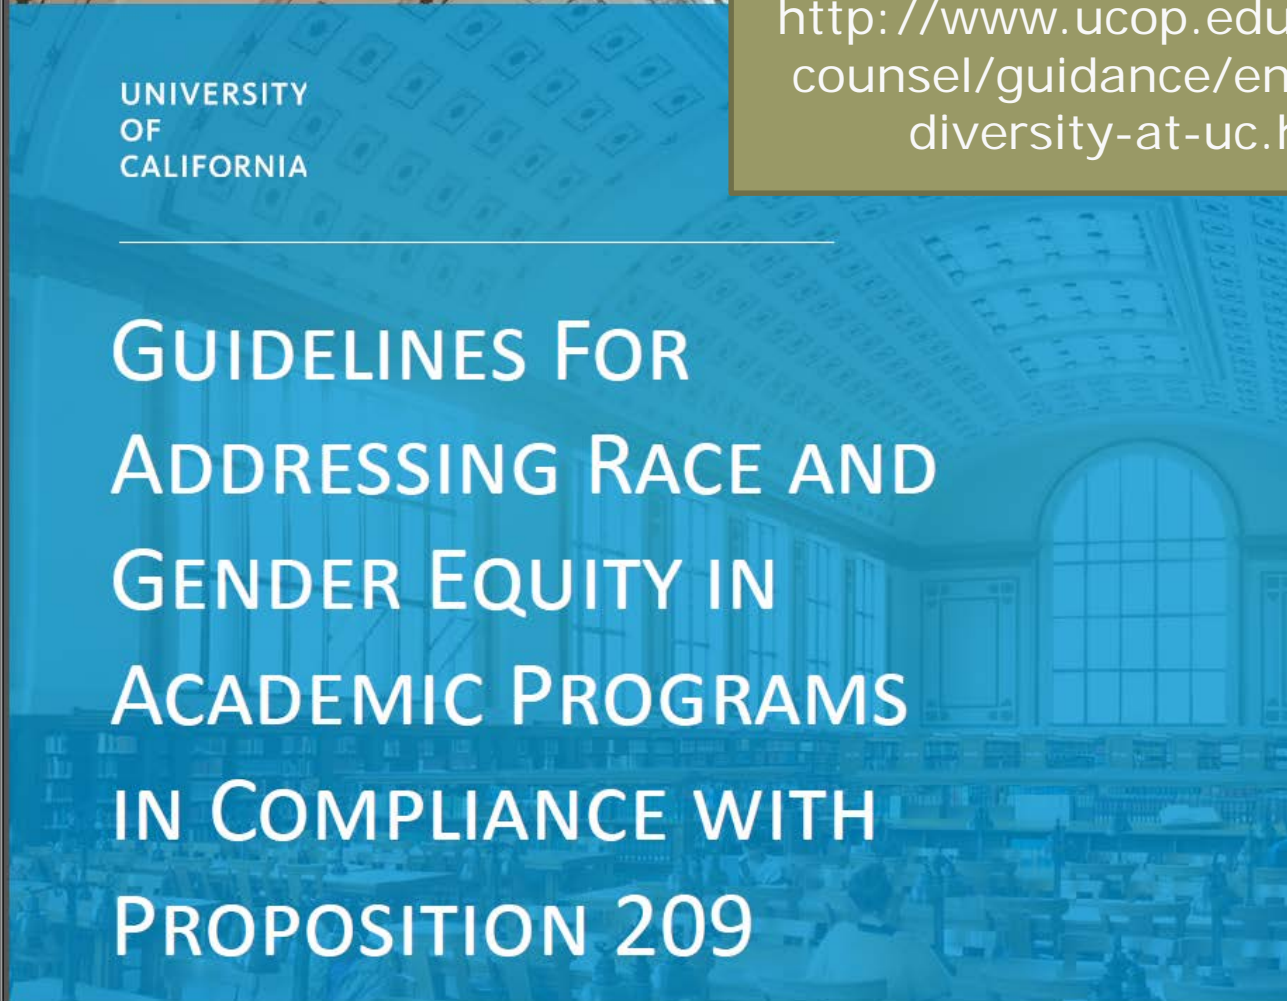 http://www.ucop.edu
counsel/guidance/en
diversity-at-uc.h
UNIVERSITY
OF
CALIFORNIA
GUIDELINES FOR
ADDRESSING RACE AND
GENDER EQUITY IN
ACADEMIC PROGRAMS
IN COMPLIANCE WITH
PROPOSITION 209